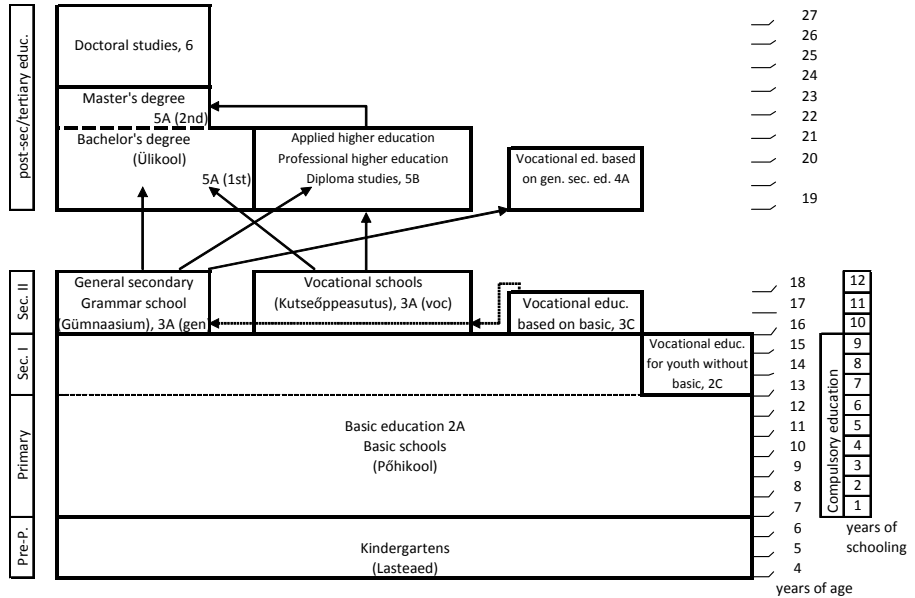 post-sec/tertiary educ.
Doctoral studies, 6
Master's degree
5A (2nd)
Bachelor's degree
(Ülikool)
5A (1st)
Applied higher education
Professional higher education
Diploma studies, 5B
Vocational ed. based
on gen. sec. ed. 4A
27
26
25
24
23
22
21
20
19
Sec. II
General secondary
Grammar school
(Gümnaasium), 3A (gen)
Vocational schools
(Kutseőppeasutus), 3A (voc)
Vocational educ.
based on basic, 3C
18
17
16
12
11
10
Sec. I
Vocational educ.
for youth without
basic, 2C
15
14
13
Compulsory education
9
8
7
Primary
Basic education 2A
Basic schools
(Pőhikool)
12
11
10
9
8
7
6
5
4
3
2
1
Pre-P.
Kindergartens
(Lasteaed)
6
5
4
years of
schooling
years of age